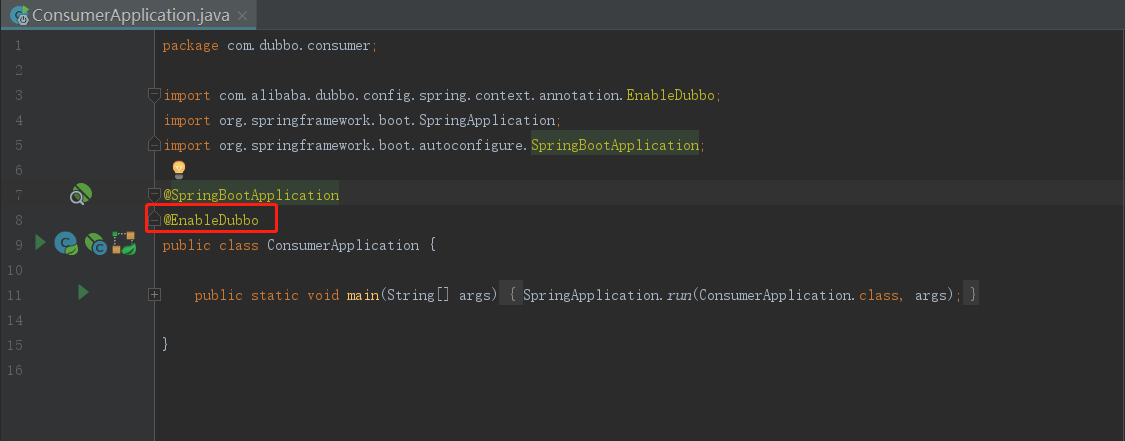 ConsumerApplication.java
1 package com.dubbo.consumer;
2
3 import com.alibaba.dubbo.config.spring.context.annotation.EnableDubbo;
4 import org.springframework.boot.SpringApplication;
5 import org.springframework.boot.autoconfigure.SpringBootApplication;
6
7 @SpringBootApplication
8 @EnableDubbo
9 public class ConsumerApplication {
10
11 public static void main(String[] args) { SpringApplication.run(ConsumerApplication.class, args); }
14
15 }
16